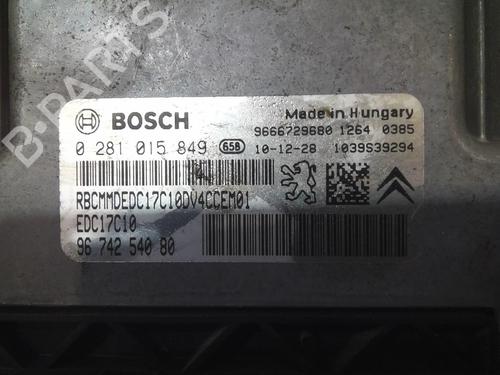 B-PARTS
BOSCH
Made in Hungary
9666729680 1264 0385
0 281 015 849 658 10-12-28 1039S39294
RBCMMDEDC17C10DV4CCEM01
EDC17C10
96 742 540 80